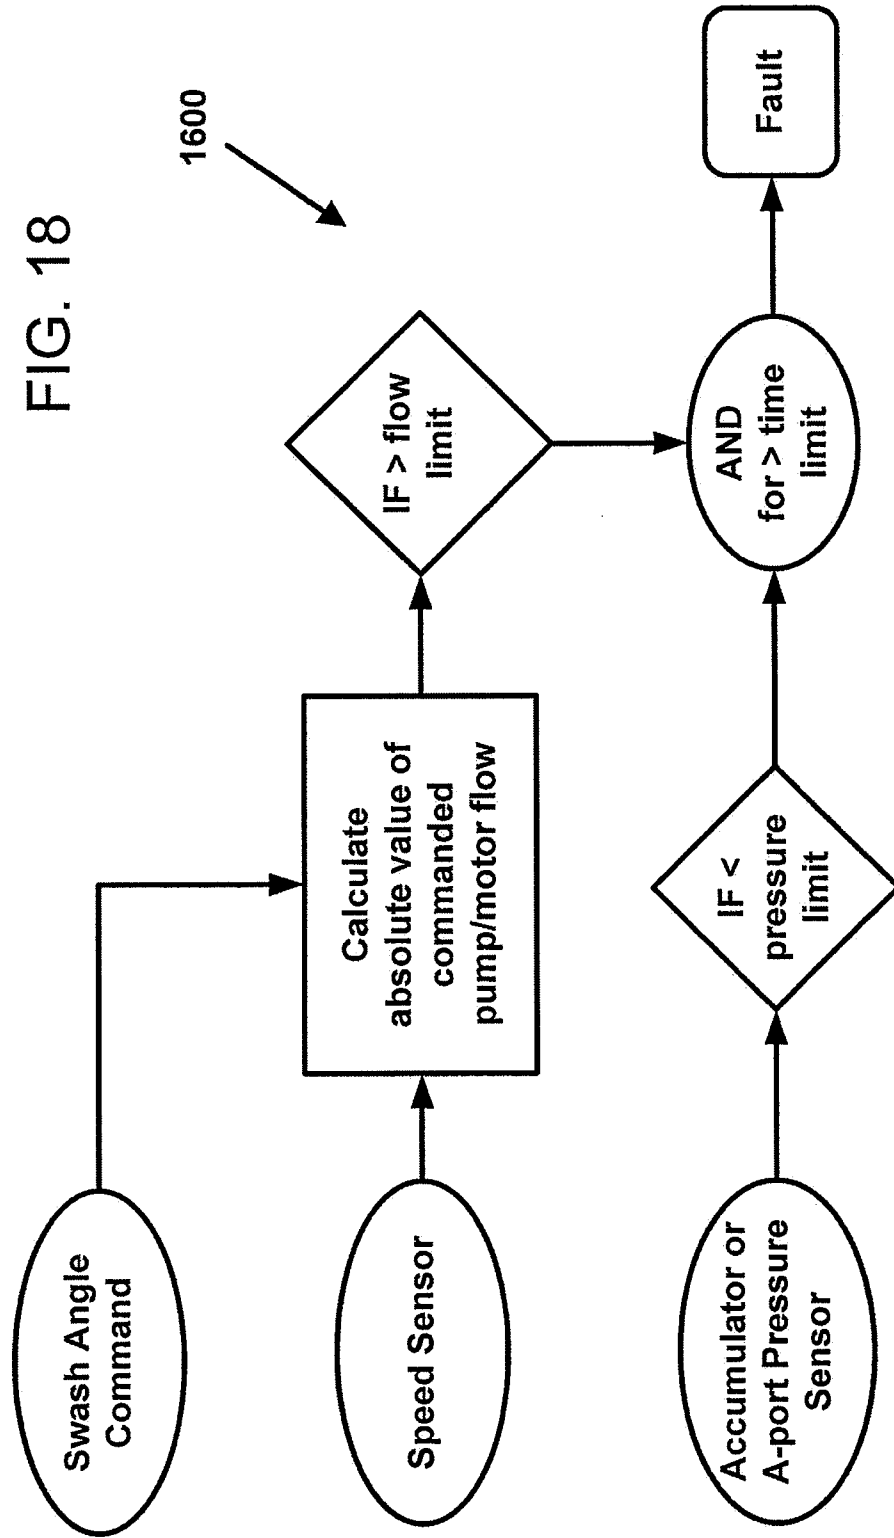 FIG. 18
1600
Swash Angle
Command
Speed Sensor
Accumulator or
A-port Pressure
Sensor
Calculate
absolute value of
commanded
pump/motor flow
IF > flow
limit
IF <
pressure
limit
AND
for > time
limit
Fault